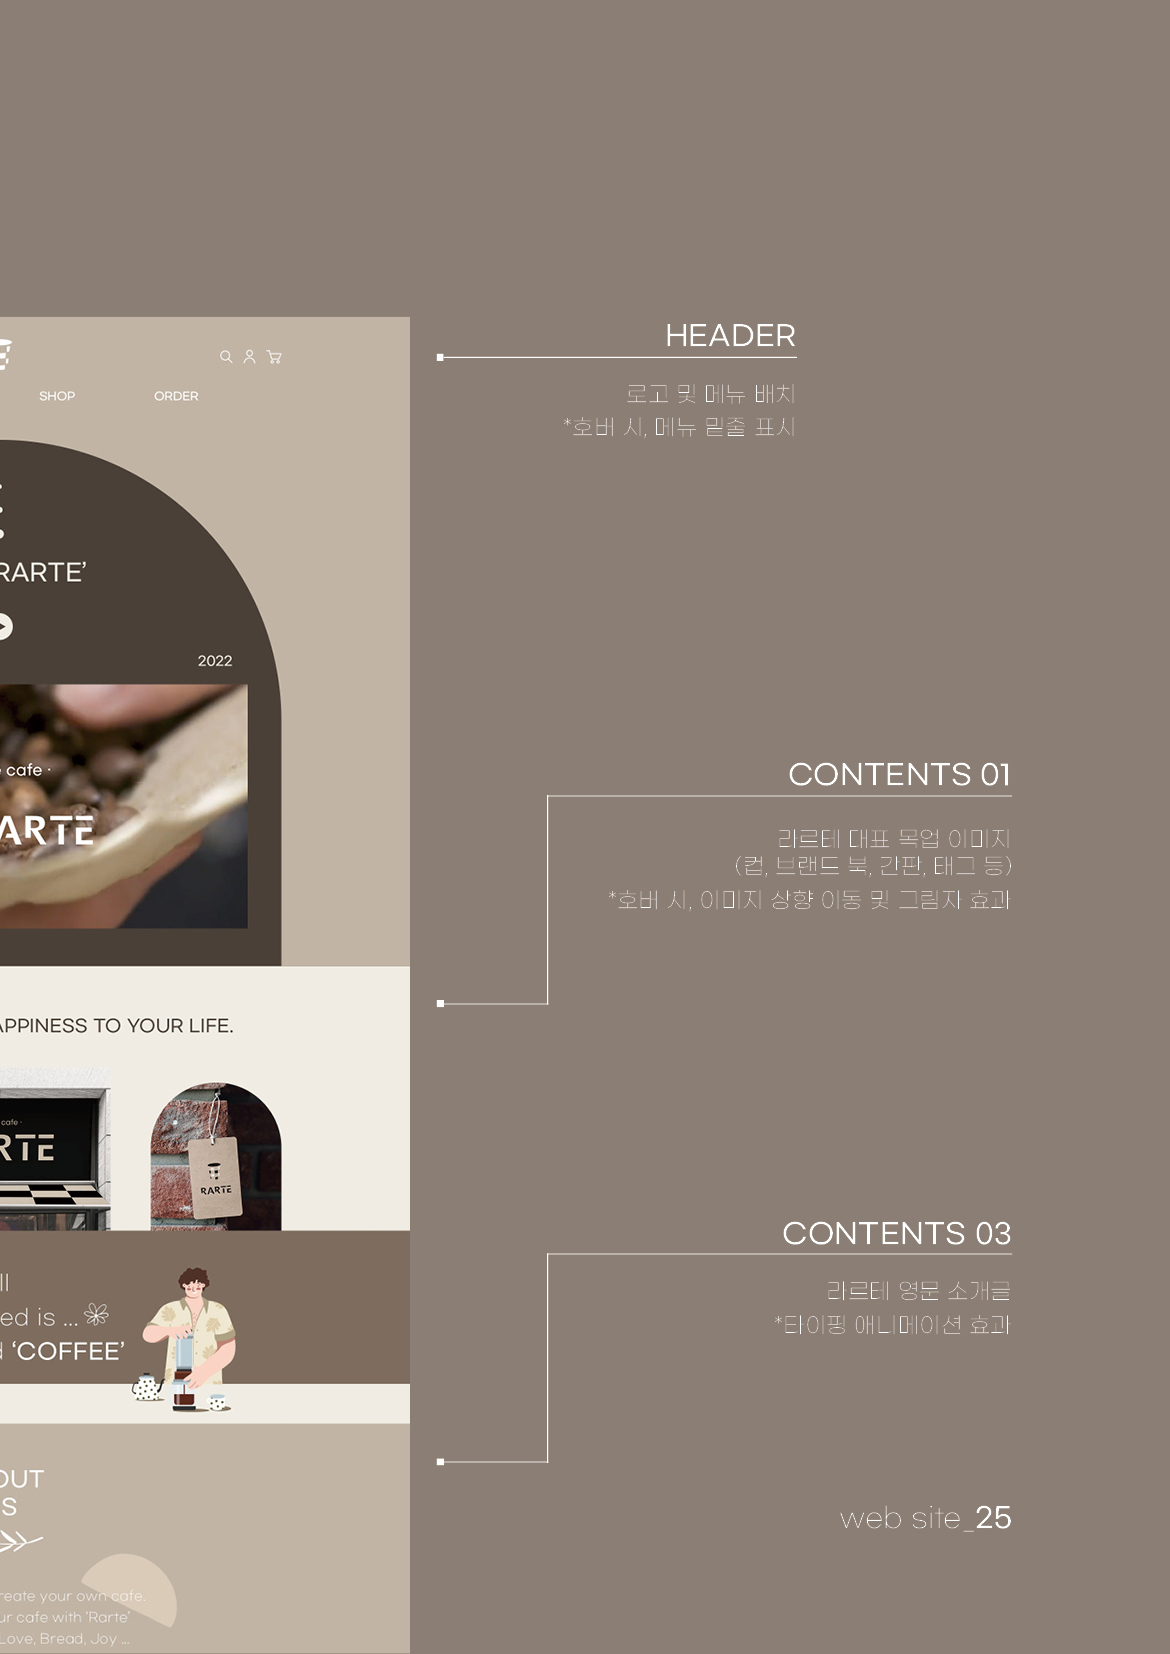 SHOP
ORDER
RARTE’
2022
cafe ·
ARTE
APPINESS TO YOUR LIFE.
cafe ·
RTE
RARTE
ll
ed is ...
‘COFFEE’
OUT
S
reate your own cafe.
ur cafe with ‘Rarte’
Love, Bread, Joy ...
HEADER
로고 및 메뉴 배치
*호버 시, 메뉴 밑줄 표시
CONTENTS 01
라르테 대표 목업 이미지
(컵, 브랜드 북, 간판, 태그 등)
*호버 시, 이미지 상향 이동 및 그림자 효과
CONTENTS 03
라르테 영문 소개글
*타이핑 애니메이션 효과
web site_25